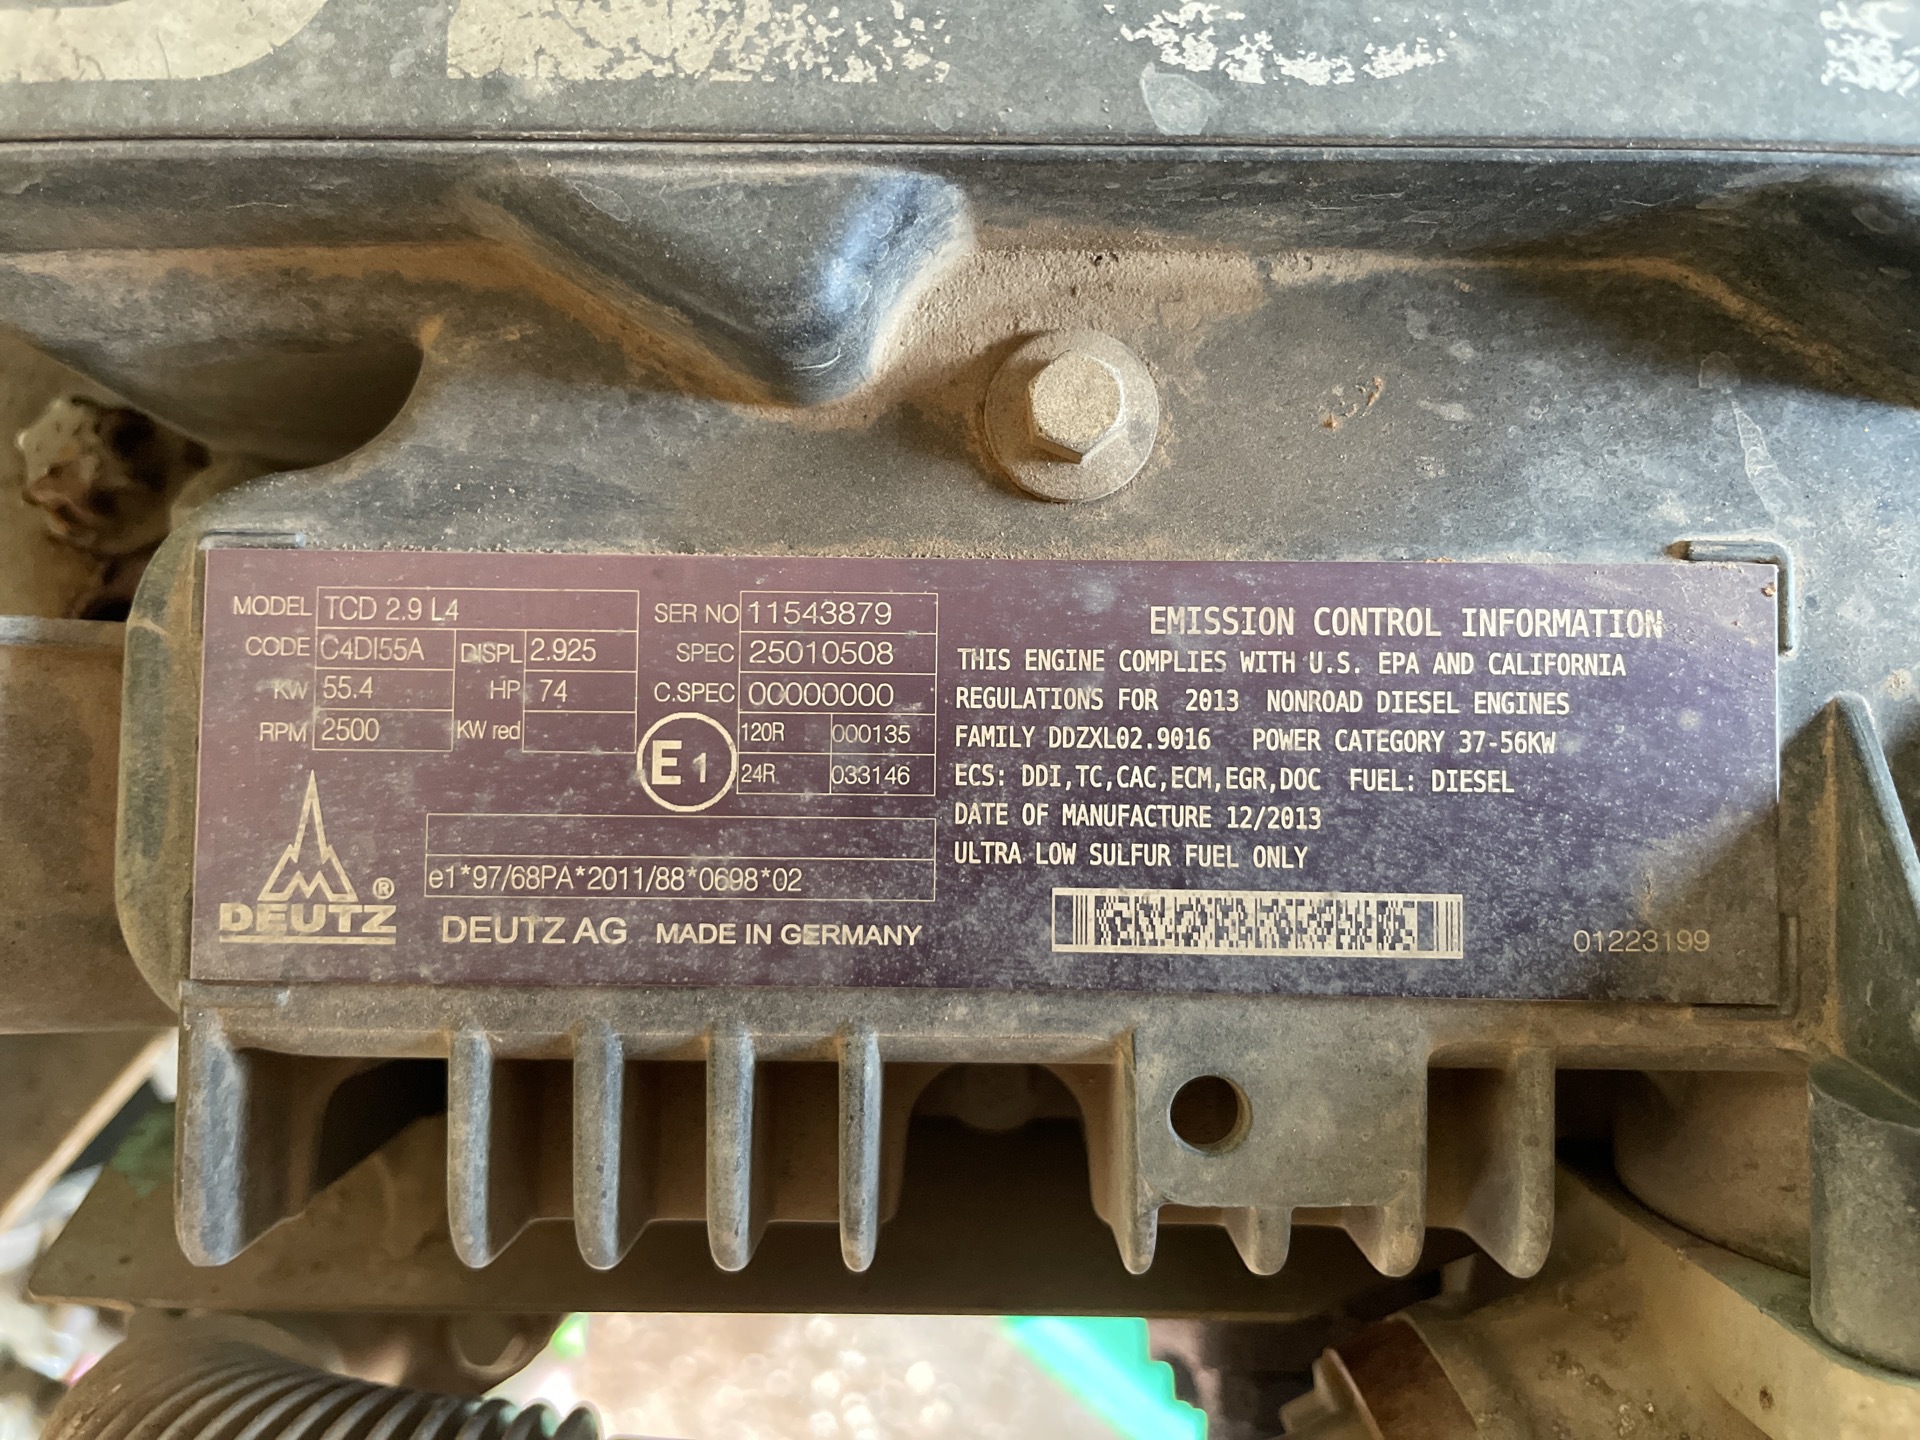 MODEL TCD 2.9 L4
CODE C4DI55A DISPL 2.925
KW 55.4 HP 74
RPM 2500 KW red
SER NO 11543879
SPEC 25010508
C.SPEC 00000000
E1 120R 000135
24R 033146
e1*97/68PA*2011/88*0698*02
DEUTZ®
DEUTZ AG MADE IN GERMANY
EMISSION CONTROL INFORMATION
THIS ENGINE COMPLIES WITH U.S. EPA AND CALIFORNIA
REGULATIONS FOR 2013 NONROAD DIESEL ENGINES
FAMILY DDZXL02.9016 POWER CATEGORY 37-56KW
ECS: DDI,TC,CAC,ECM,EGR,DOC FUEL: DIESEL
DATE OF MANUFACTURE 12/2013
ULTRA LOW SULFUR FUEL ONLY
01223199